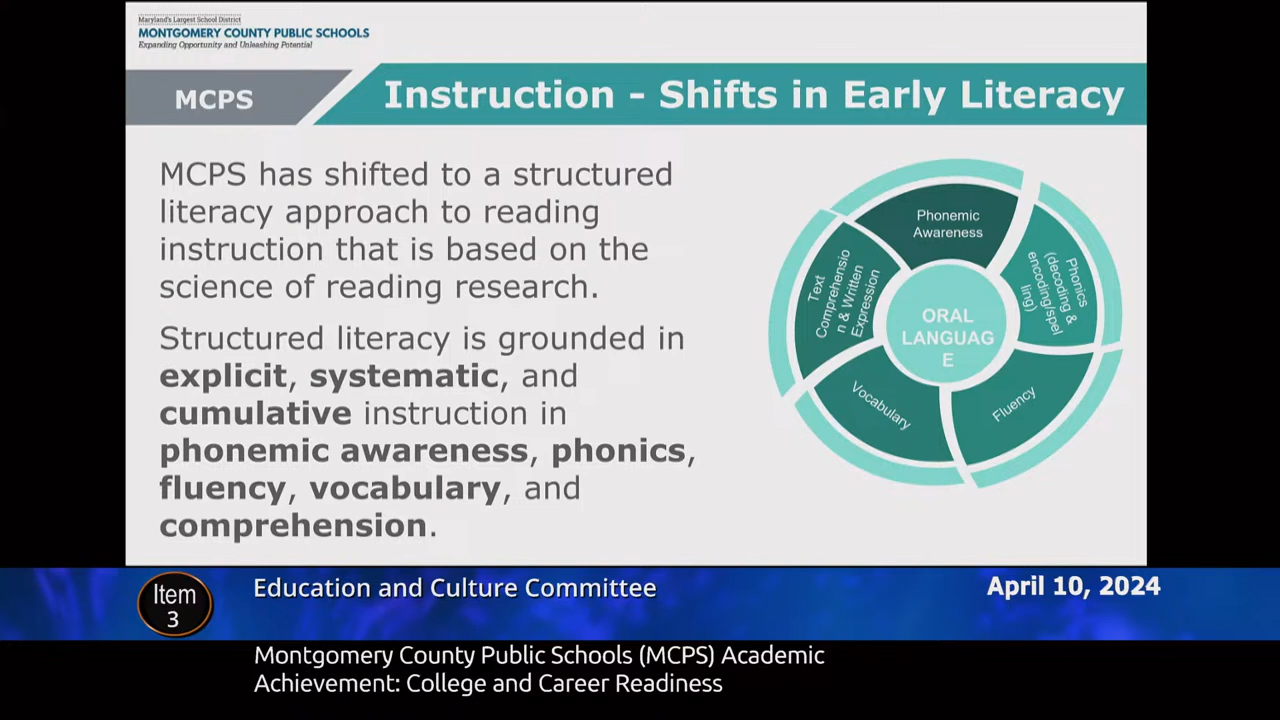 Maryland's Largest School District
MONTGOMERY COUNTY PUBLIC SCHOOLS
Expanding Opportunity and Unleashing Potential
MCPS
Instruction - Shifts in Early Literacy
MCPS has shifted to a structured
literacy approach to reading
instruction that is based on the
science of reading research.
Structured literacy is grounded in
explicit, systematic, and
cumulative instruction in
phonemic awareness, phonics,
fluency, vocabulary, and
comprehension.
Phonemic
Awareness
Phonics
(decoding &
encoding/spel
ling)
Fluency
Vocabulary
Text
Comprehensio
n & Written
Expression
ORAL
LANGUAG
E
Item
3
Education and Culture Committee
April 10, 2024
Montgomery County Public Schools (MCPS) Academic
Achievement: College and Career Readiness